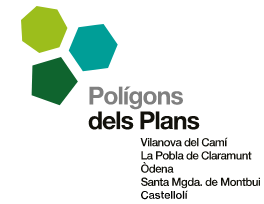 Polígons
dels Plans
Vilanova del Camí
La Pobla de Claramunt
Òdena
Santa Mgda. de Montbui
Castellolí